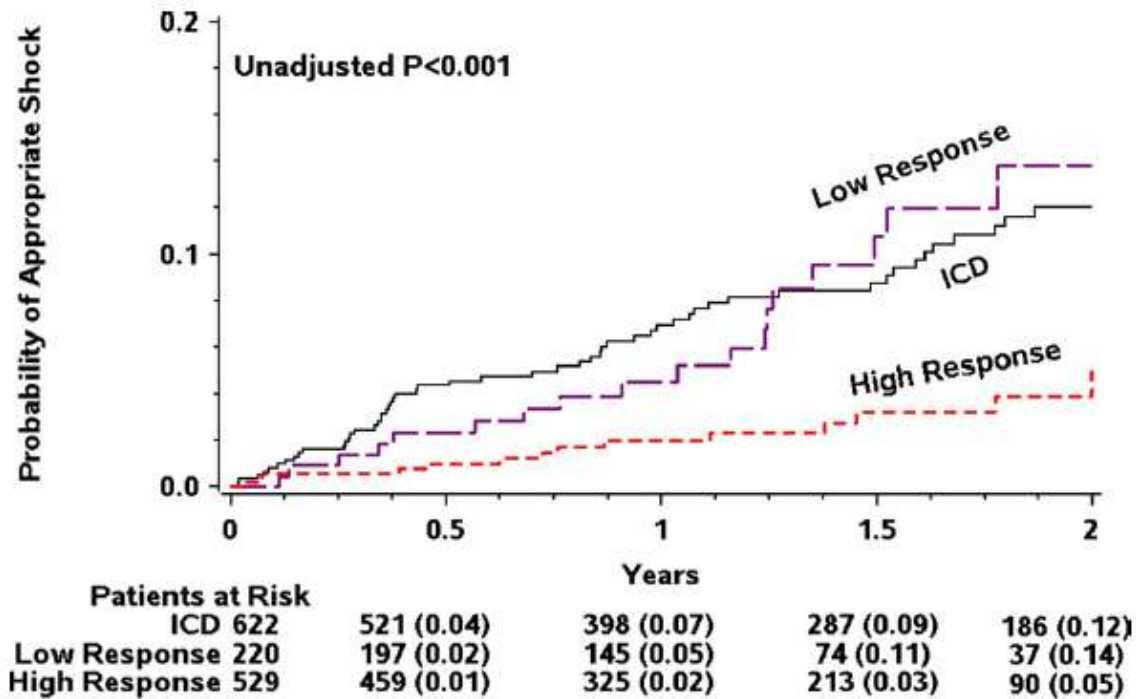 Probability of Appropriate Shock
0.2
Unadjusted P<0.001
Low Response
0.1
ICD
High Response
0.0
0 0.5 1 1.5 2
Years
Patients at Risk
ICD 622 521 (0.04) 398 (0.07) 287 (0.09) 186 (0.12)
Low Response 220 197 (0.02) 145 (0.05) 74 (0.11) 37 (0.14)
High Response 529 459 (0.01) 325 (0.02) 213 (0.03) 90 (0.05)